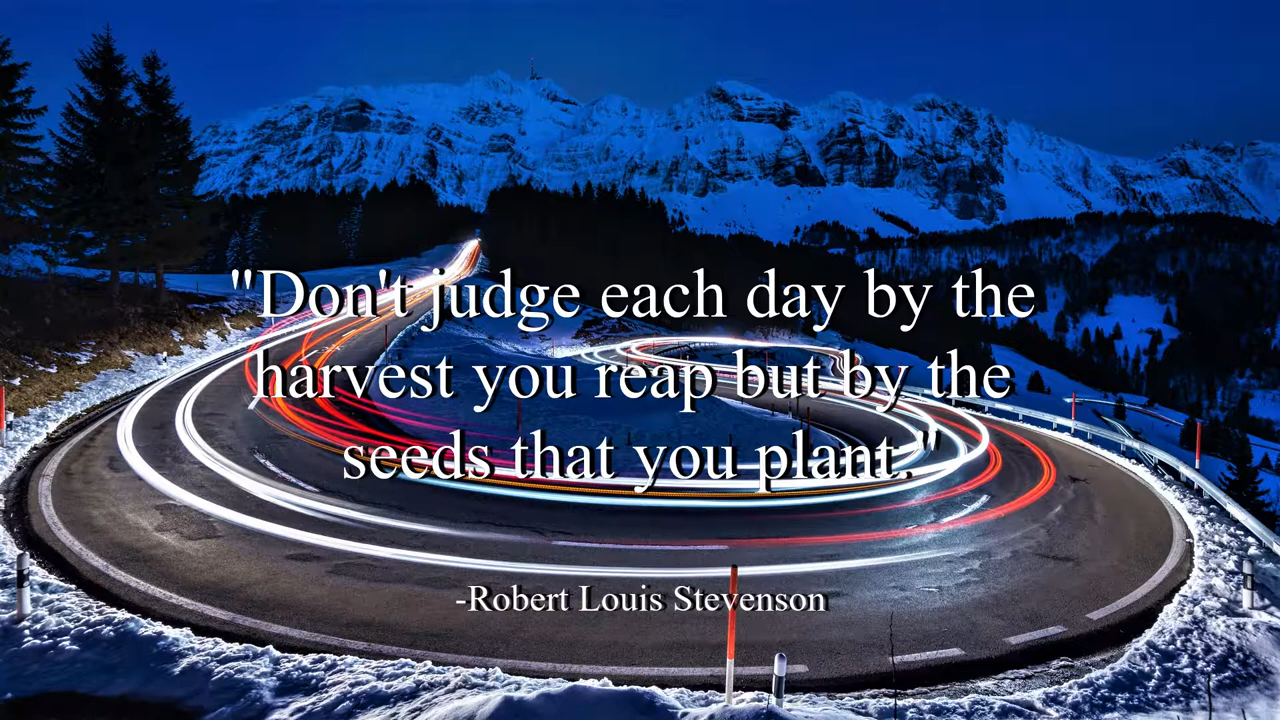 "Don't judge each day by the
harvest you reap but by the
seeds that you plant."
-Robert Louis Stevenson